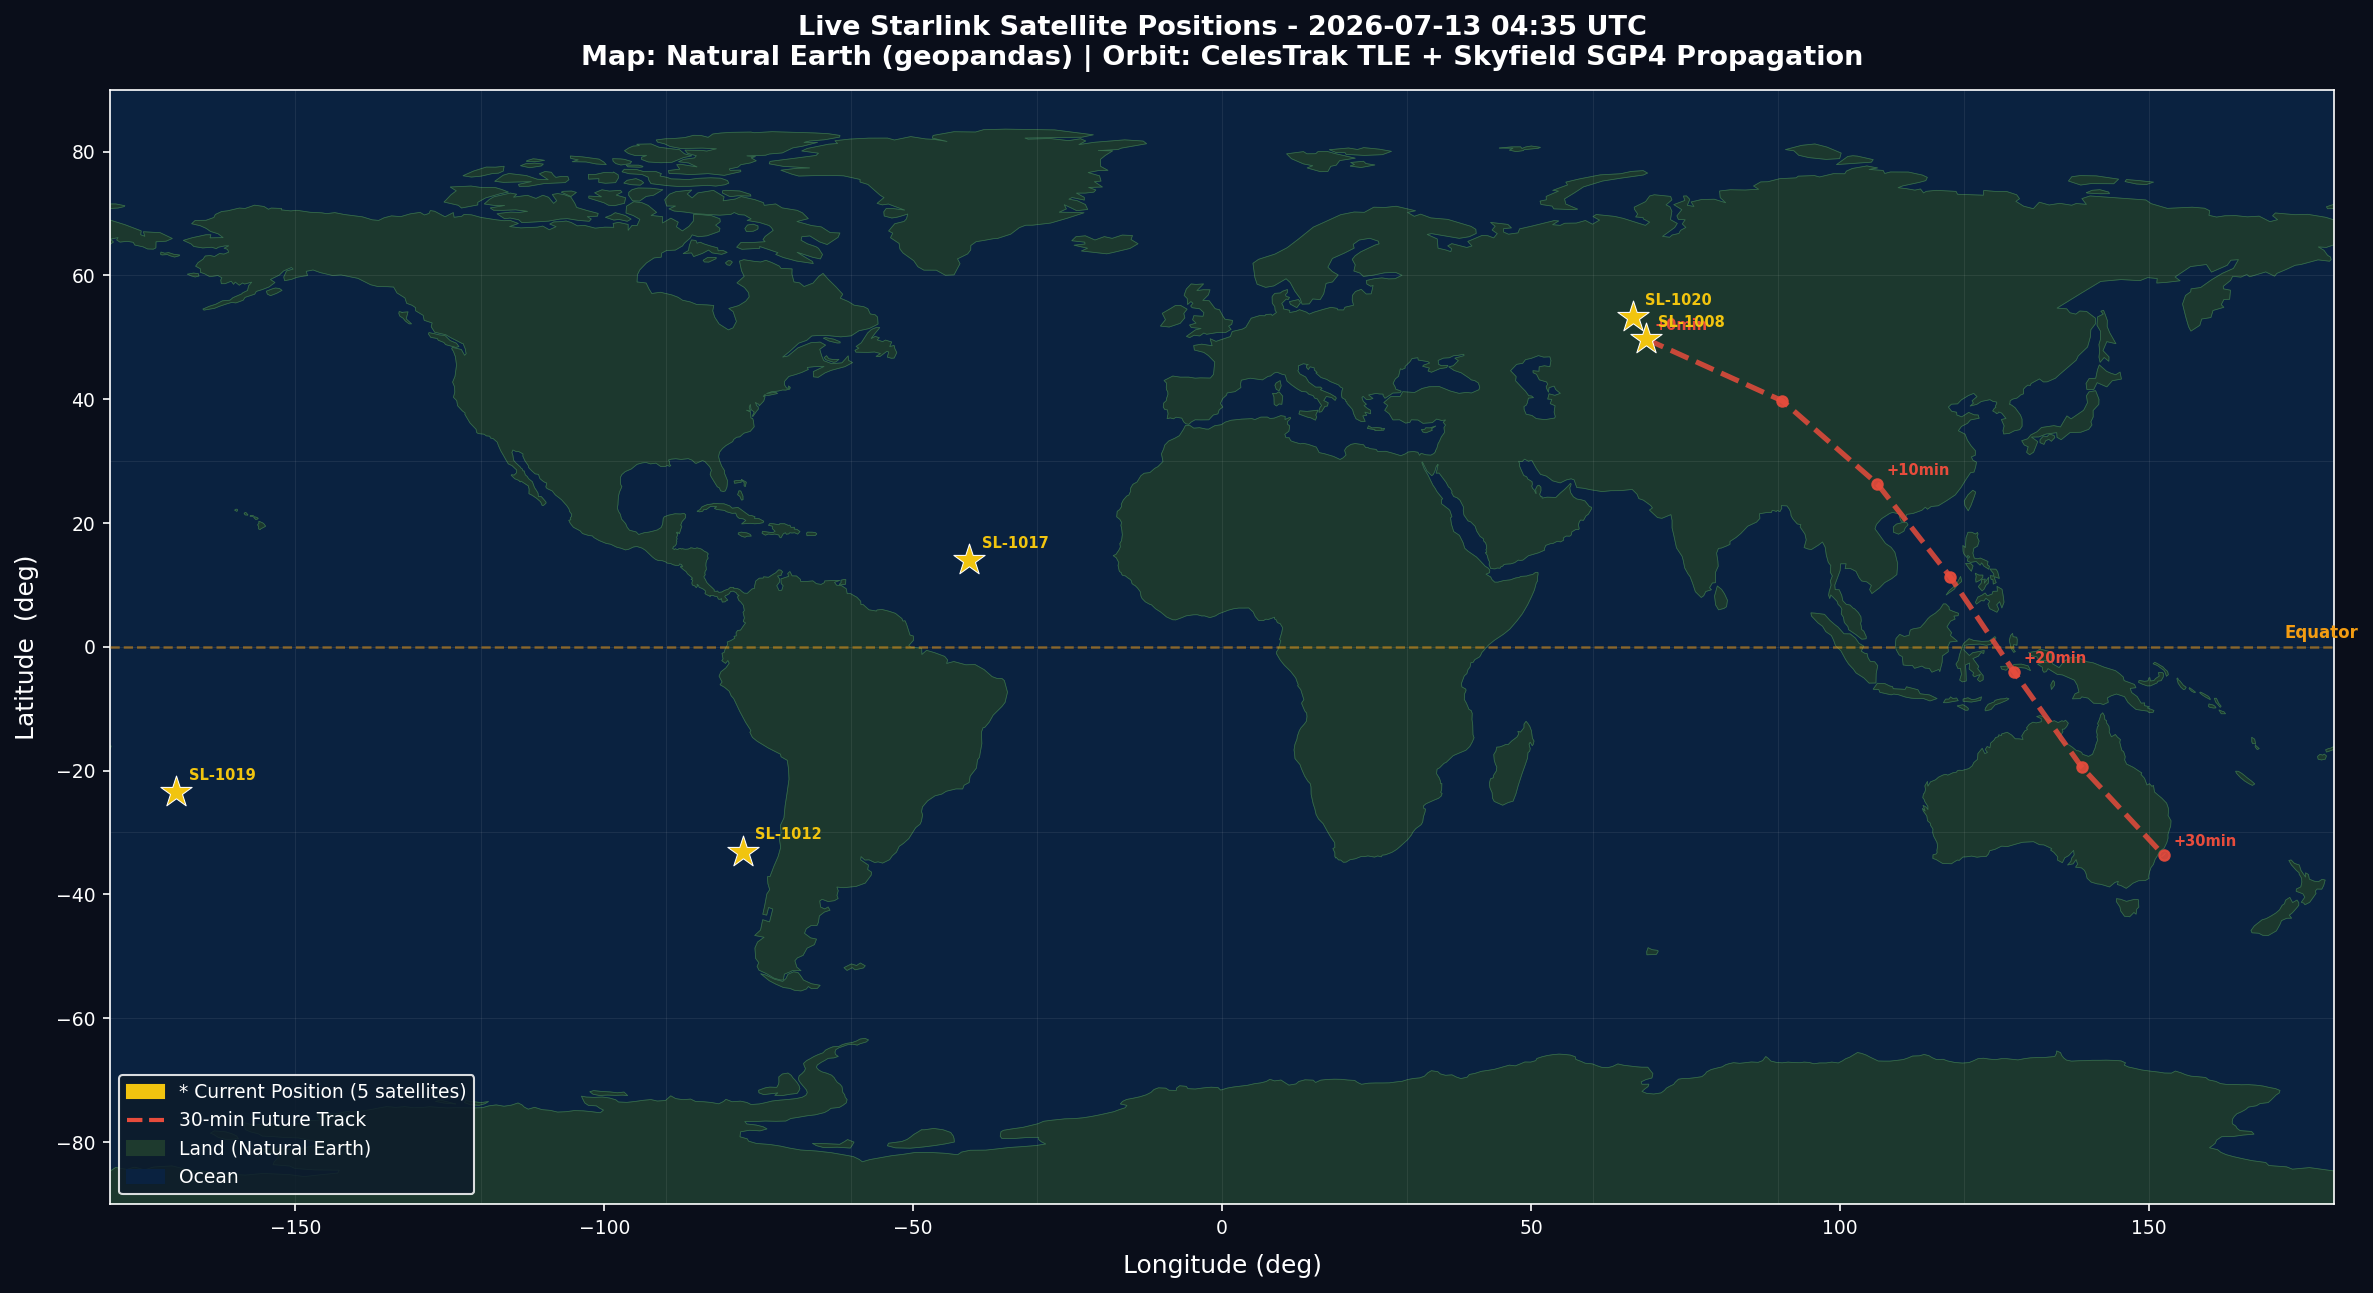 Live Starlink Satellite Positions - 2026-07-13 04:35 UTC
Map: Natural Earth (geopandas) | Orbit: CelesTrak TLE + Skyfield SGP4 Propagation
Latitude (deg)
80
60
40
20
0
−20
−40
−60
−80
SL-1020
SL-1008
+0min
+10min
SL-1017
Equator
+20min
SL-1019
SL-1012
+30min
* Current Position (5 satellites)
30-min Future Track
Land (Natural Earth)
Ocean
−150
−100
−50
0
50
100
150
Longitude (deg)